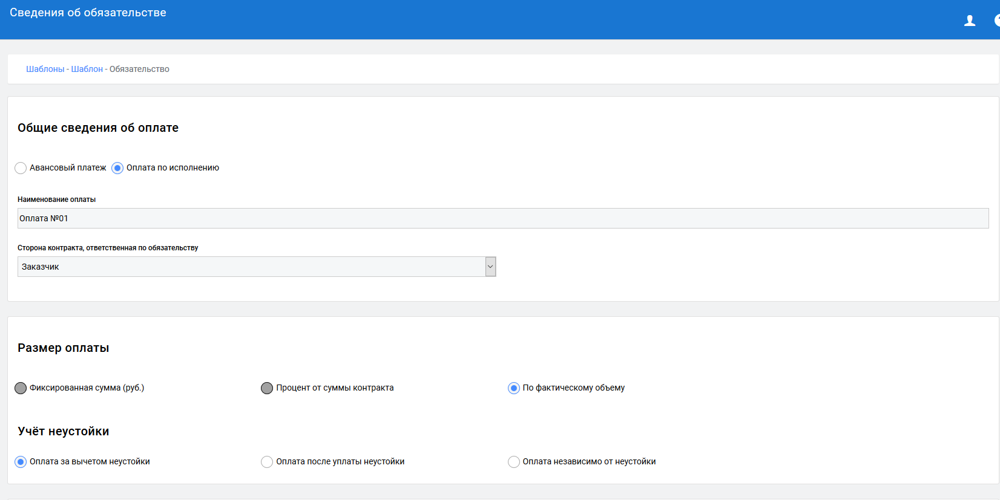 Сведения об обязательстве
Шаблоны - Шаблон - Обязательство
Общие сведения об оплате
Авансовый платеж Оплата по исполнению
Наименование оплаты
Оплата №01
Сторона контракта, ответственная по обязательству
Заказчик
Размер оплаты
Фиксированная сумма (руб.) Процент от суммы контракта По фактическому объему
Учёт неустойки
Оплата за вычетом неустойки Оплата после уплаты неустойки Оплата независимо от неустойки